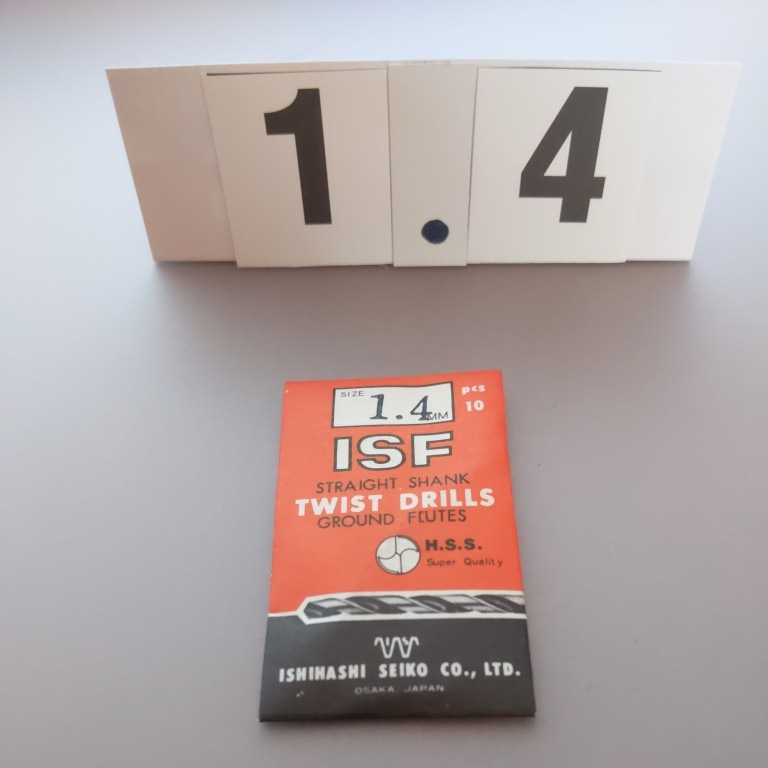 1 . 4
SIZE 1.4 MM
pcs
10
ISF
STRAIGHT SHANK
TWIST DRILLS
GROUND FLUTES
H.S.S.
Super Quality
ISHIHASHI SEIKO CO., LTD.
OSAKA JAPAN